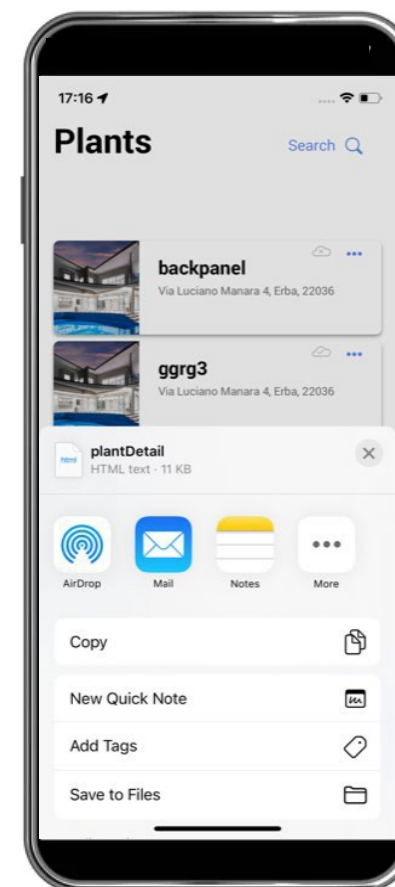 17:16
Plants
Search
backpanel
Via Luciano Manara 4, Erba, 22036
ggrg3
Via Luciano Manara 4, Erba, 22036
html
plantDetail
HTML text · 11 KB
AirDrop
Mail
Notes
More
Copy
New Quick Note
Add Tags
Save to Files